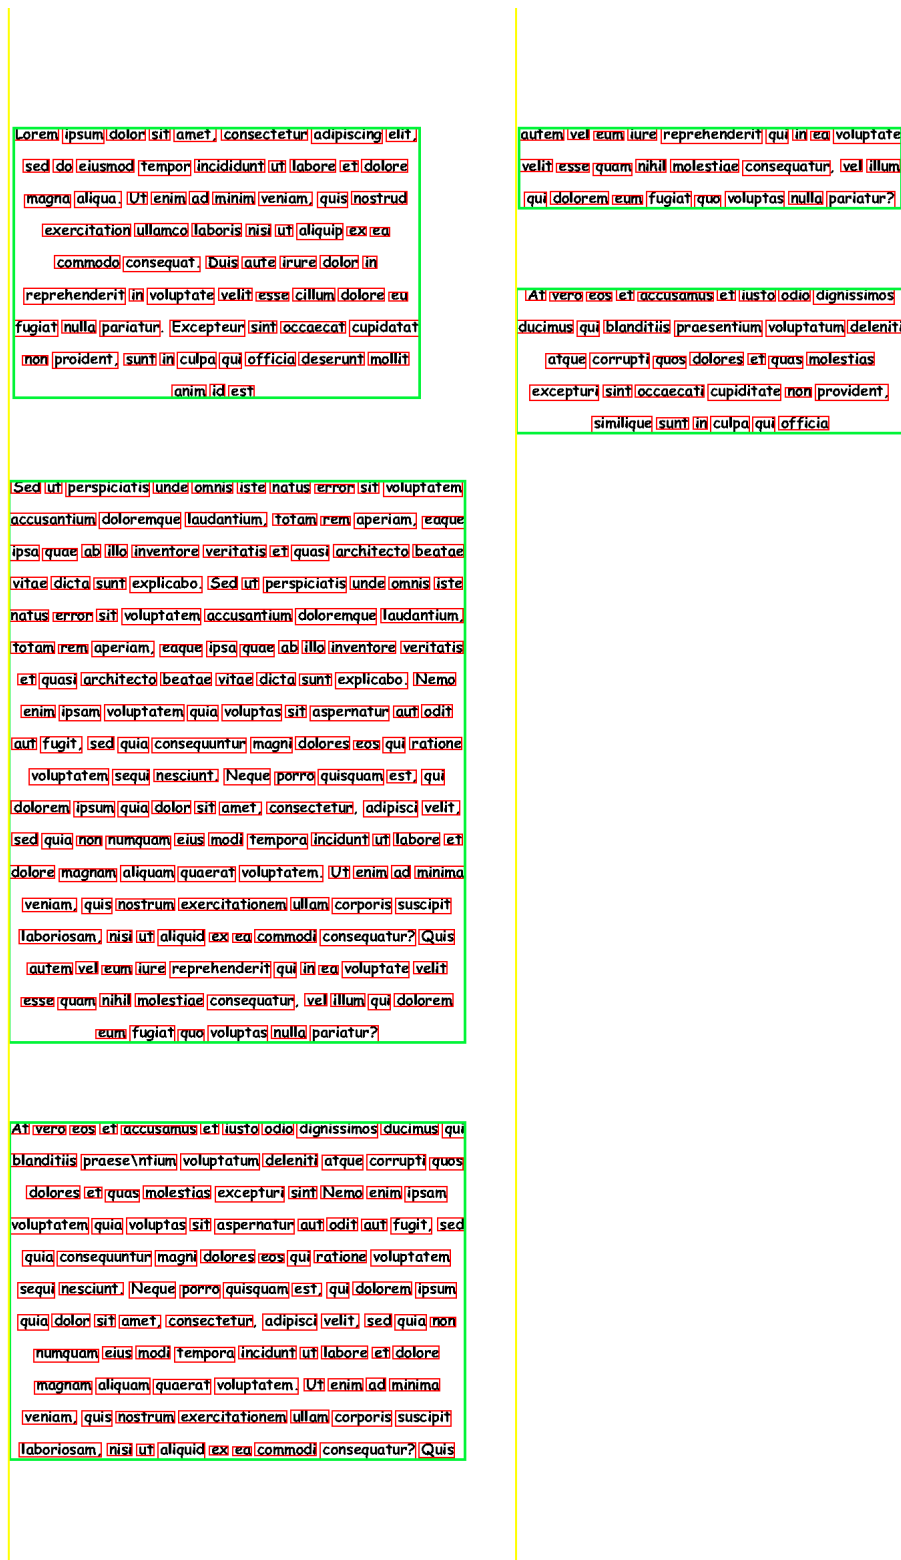 Lorem ipsum dolor sit amet, consectetur adipiscing elit,
sed do eiusmod tempor incididunt ut labore et dolore
magna aliqua. Ut enim ad minim veniam, quis nostrud
exercitation ullamco laboris nisi ut aliquip ex ea
commodo consequat. Duis aute irure dolor in
reprehenderit in voluptate velit esse cillum dolore eu
fugiat nulla pariatur. Excepteur sint occaecat cupidatat
non proident, sunt in culpa qui officia deserunt mollit
anim id est
Sed ut perspiciatis unde omnis iste natus error sit voluptatem
accusantium doloremque laudantium, totam rem aperiam, eaque
ipsa quae ab illo inventore veritatis et quasi architecto beatae
vitae dicta sunt explicabo. Sed ut perspiciatis unde omnis iste
natus error sit voluptatem accusantium doloremque laudantium,
totam rem aperiam, eaque ipsa quae ab illo inventore veritatis
et quasi architecto beatae vitae dicta sunt explicabo. Nemo
enim ipsam voluptatem quia voluptas sit aspernatur aut odit
aut fugit, sed quia consequuntur magni dolores eos qui ratione
voluptatem sequi nesciunt. Neque porro quisquam est, qui
dolorem ipsum quia dolor sit amet, consectetur, adipisci velit,
sed quia non numquam eius modi tempora incidunt ut labore et
dolore magnam aliquam quaerat voluptatem. Ut enim ad minima
veniam, quis nostrum exercitationem ullam corporis suscipit
laboriosam, nisi ut aliquid ex ea commodi consequatur? Quis
autem vel eum iure reprehenderit qui in ea voluptate velit
esse quam nihil molestiae consequatur, vel illum qui dolorem
eum fugiat quo voluptas nulla pariatur?
At vero eos et accusamus et iusto odio dignissimos ducimus qui
blanditiis praese\ntium voluptatum deleniti atque corrupti quos
dolores et quas molestias excepturi sint Nemo enim ipsam
voluptatem quia voluptas sit aspernatur aut odit aut fugit, sed
quia consequuntur magni dolores eos qui ratione voluptatem
sequi nesciunt. Neque porro quisquam est, qui dolorem ipsum
quia dolor sit amet, consectetur, adipisci velit, sed quia non
numquam eius modi tempora incidunt ut labore et dolore
magnam aliquam quaerat voluptatem. Ut enim ad minima
veniam, quis nostrum exercitationem ullam corporis suscipit
laboriosam, nisi ut aliquid ex ea commodi consequatur? Quis
autem vel eum iure reprehenderit qui in ea voluptate
velit esse quam nihil molestiae consequatur, vel illum
qui dolorem eum fugiat quo voluptas nulla pariatur?
At vero eos et accusamus et iusto odio dignissimos
ducimus qui blanditiis praesentium voluptatum deleniti
atque corrupti quos dolores et quas molestias
excepturi sint occaecati cupiditate non provident,
similique sunt in culpa qui officia